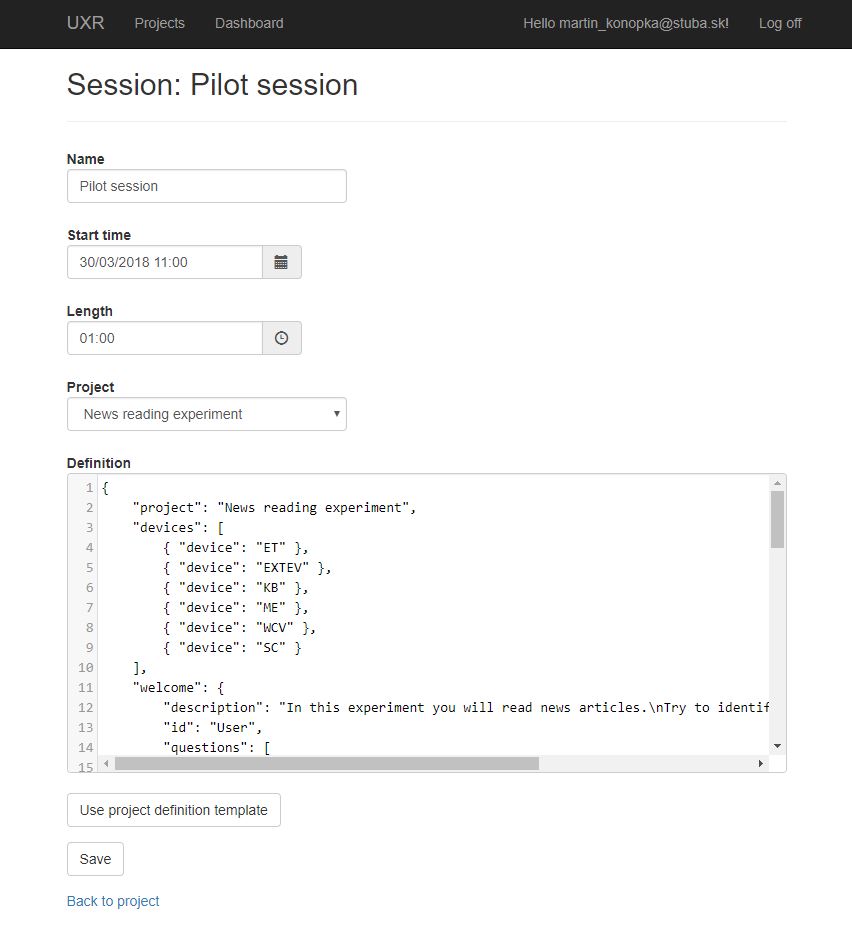 UXR Projects Dashboard Hello martin_konopka@stuba.sk! Log off
Session: Pilot session
Name
Pilot session
Start time
30/03/2018 11:00
Length
01:00
Project
News reading experiment
Definition
1 {
2 "project": "News reading experiment",
3 "devices": [
4 { "device": "ET" },
5 { "device": "EXTEV" },
6 { "device": "KB" },
7 { "device": "ME" },
8 { "device": "WCV" },
9 { "device": "SC" }
10 ],
11 "welcome": {
12 "description": "In this experiment you will read news articles.\nTry to identif
13 "id": "User",
14 "questions": [
15
Use project definition template
Save
Back to project